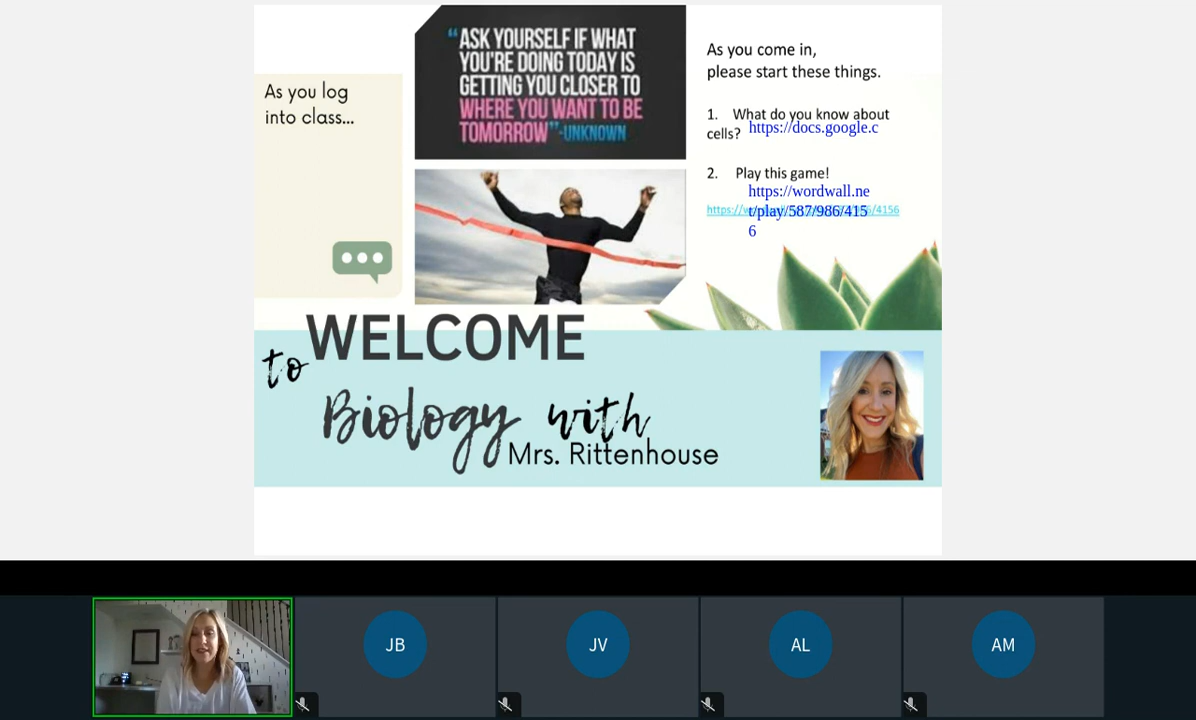 As you log
into class...
“ASK YOURSELF IF WHAT
YOU'RE DOING TODAY IS
GETTING YOU CLOSER TO
WHERE YOU WANT TO BE
TOMORROW”-UNKNOWN
As you come in,
please start these things.
1. What do you know about
cells? https://docs.google.c
2. Play this game!
https://wordwall.ne
t/play/587/986/415
6
WELCOME
to
Biology with
Mrs. Rittenhouse
JB
JV
AL
AM